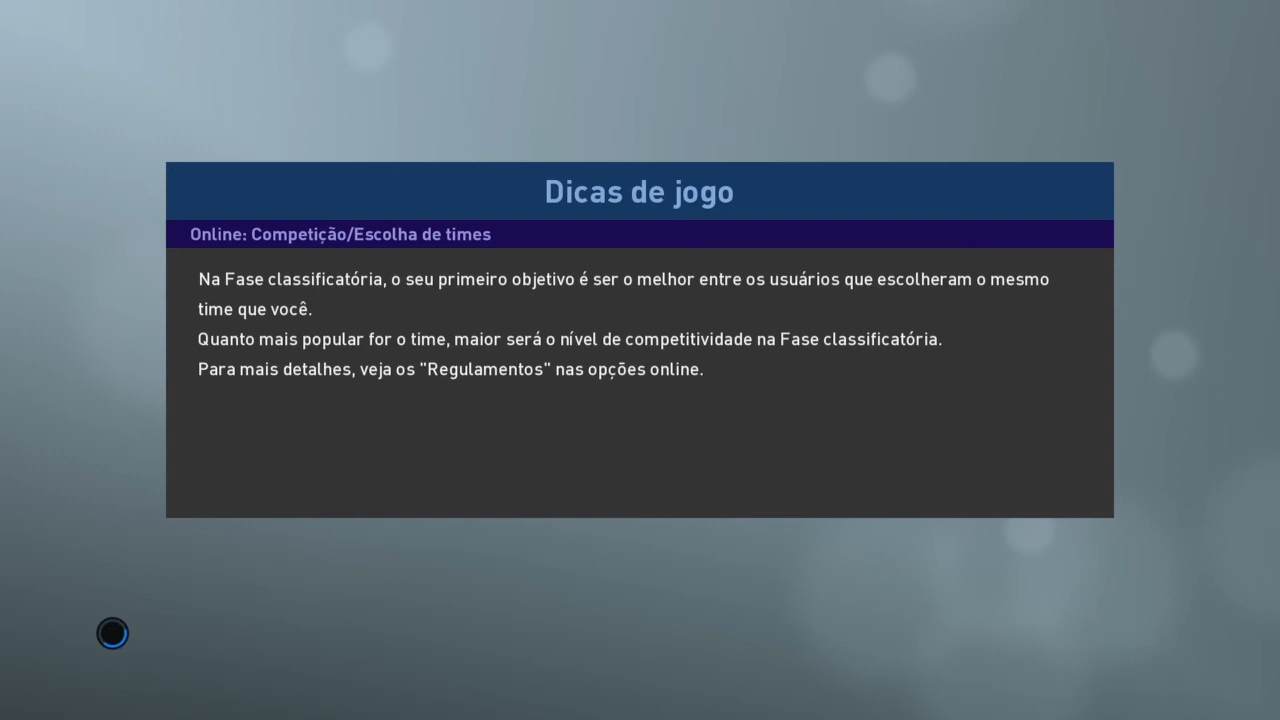 Dicas de jogo
Online: Competição/Escolha de times
Na Fase classificatória, o seu primeiro objetivo é ser o melhor entre os usuários que escolheram o mesmo
time que você.
Quanto mais popular for o time, maior será o nível de competitividade na Fase classificatória.
Para mais detalhes, veja os "Regulamentos" nas opções online.